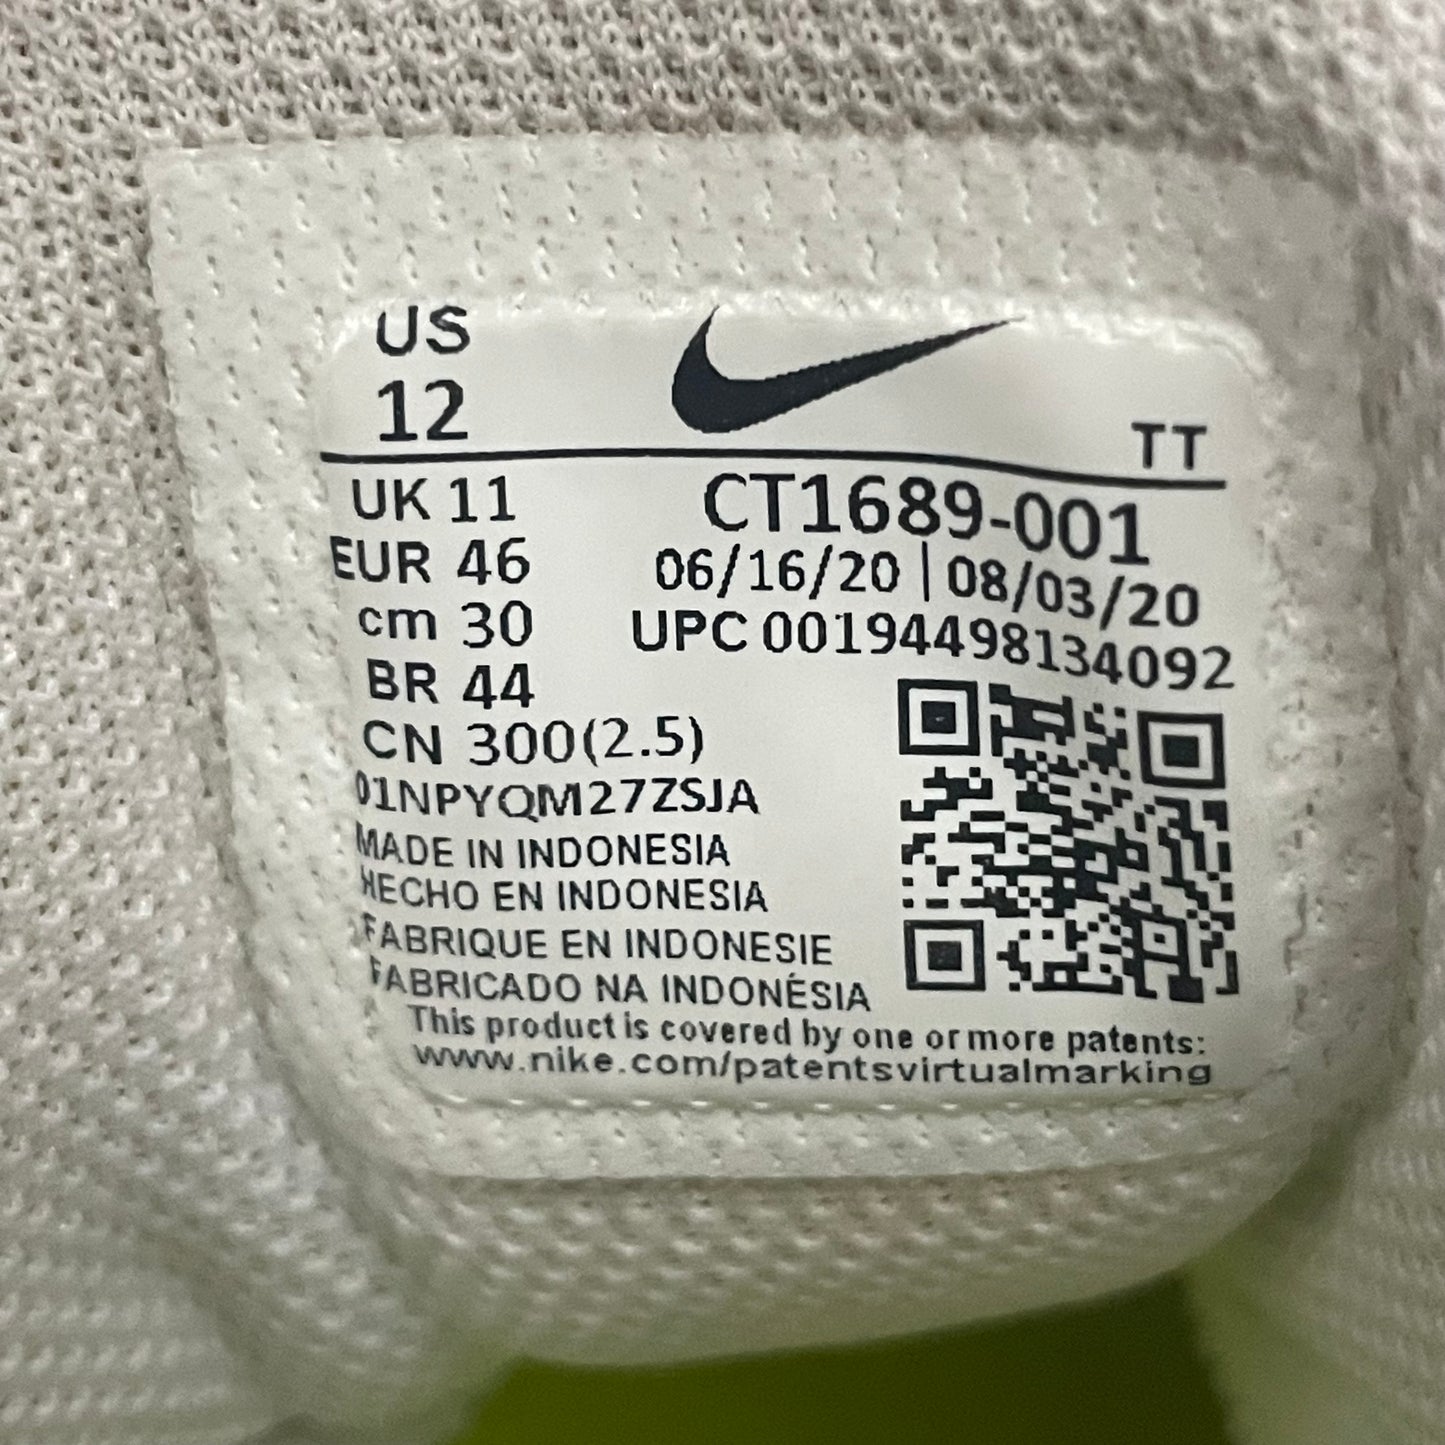 US
12
TT
UK 11
EUR 46
cm 30
BR 44
CN 300(2.5)
CT1689-001
06/16/20 | 08/03/20
UPC 00194498134092
01NPYQM27ZSJA
MADE IN INDONESIA
HECHO EN INDONESIA
FABRIQUE EN INDONESIE
FABRICADO NA INDONÉSIA
This product is covered by one or more patents:
www.nike.com/patentsvirtualmarking